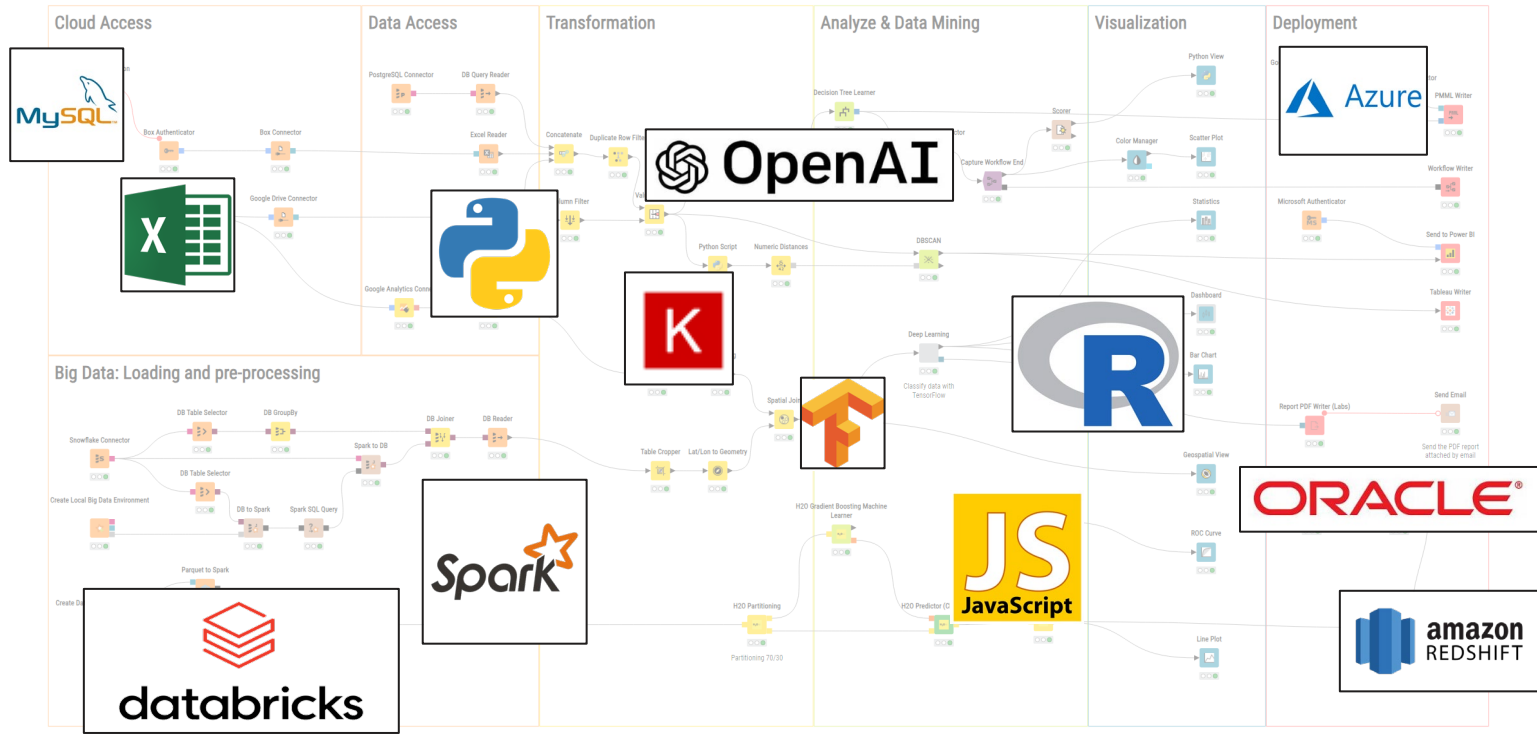 Cloud Access
Data Access
Transformation
Analyze & Data Mining
Visualization
Deployment
MySQL
Box Authenticator
Box Connector
X
Google Drive Connector
PostgreSQL Connector
DB Query Reader
Excel Reader
Google Analytics
Concatenate
Duplicate Row Filter
Python Script
Numeric Distances
OpenAI
K
Decision Tree Learner
Capture Workflow End
Scorer
DBSCAN
Deep Learning
Classify data with
TensorFlow
Python View
Color Manager
Scatter Plot
Statistics
R
Dashboard
Bar Chart
Geospatial View
ROC Curve
Line Plot
Azure
PMML Writer
Workflow Writer
Microsoft Authenticator
Send to Power BI
Tableau Writer
Report PDF Writer (Labs)
Send Email
Send the PDF report
attached by email
ORACLE®
amazon
REDSHIFT
Big Data: Loading and pre-processing
DB Table Selector
DB GroupBy
Snowflake Connector
DB Table Selector
Create Local Big Data Environment
DB to Spark
Spark SQL Query
Spark to DB
DB Joiner
DB Reader
Parquet to Spark
databricks
Spark
Table Cropper
Lat/Lon to Geometry
Spatial Join
H2O Partitioning
Partitioning 70/30
H2O Gradient Boosting Machine
Learner
H2O Predictor
JS
JavaScript